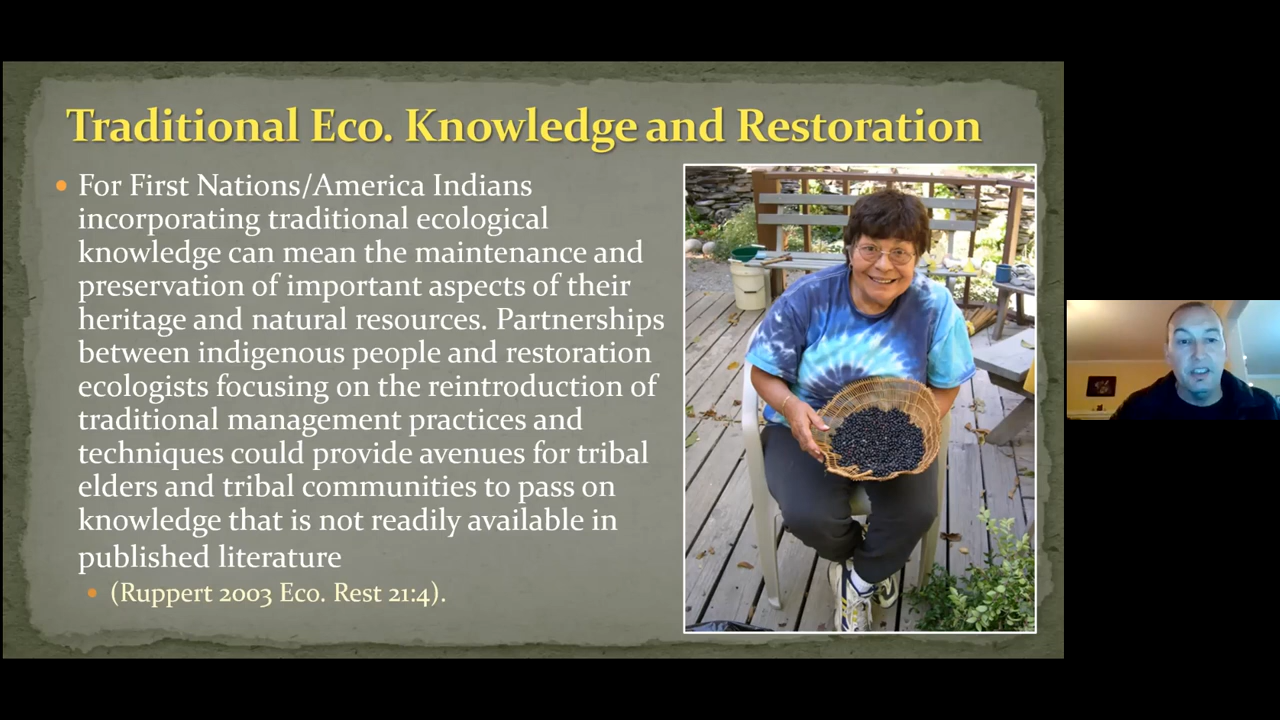 Traditional Eco. Knowledge and Restoration
For First Nations/America Indians
incorporating traditional ecological
knowledge can mean the maintenance and
preservation of important aspects of their
heritage and natural resources. Partnerships
between indigenous people and restoration
ecologists focusing on the reintroduction of
traditional management practices and
techniques could provide avenues for tribal
elders and tribal communities to pass on
knowledge that is not readily available in
published literature
(Ruppert 2003 Eco. Rest 21:4).